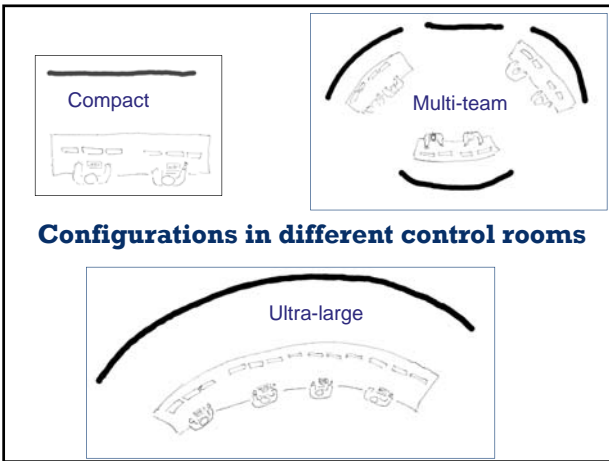 Compact
Multi-team
Configurations in different control rooms
Ultra-large